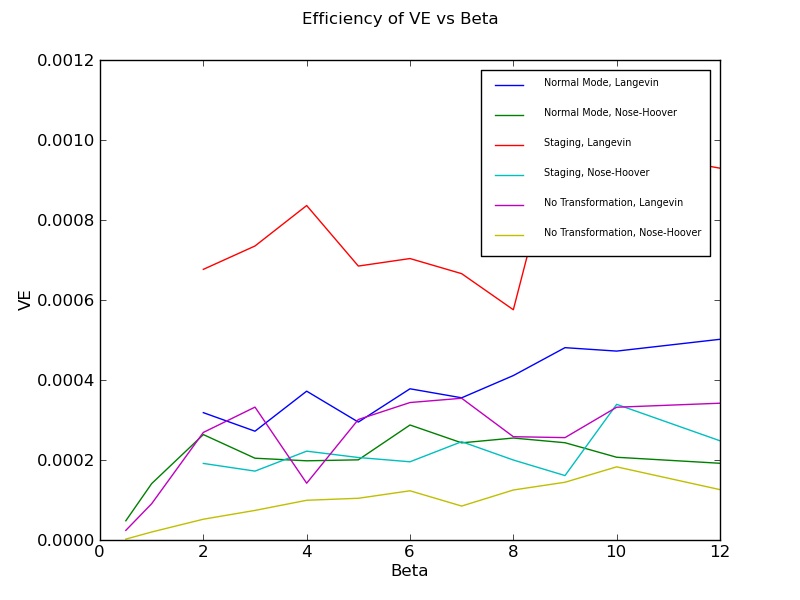 Efficiency of VE vs Beta
0.0012
0.0010
0.0008
0.0006
0.0004
0.0002
0.0000
VE
Normal Mode, Langevin
Normal Mode, Nose-Hoover
Staging, Langevin
Staging, Nose-Hoover
No Transformation, Langevin
No Transformation, Nose-Hoover
0 2 4 6 8 10 12
Beta